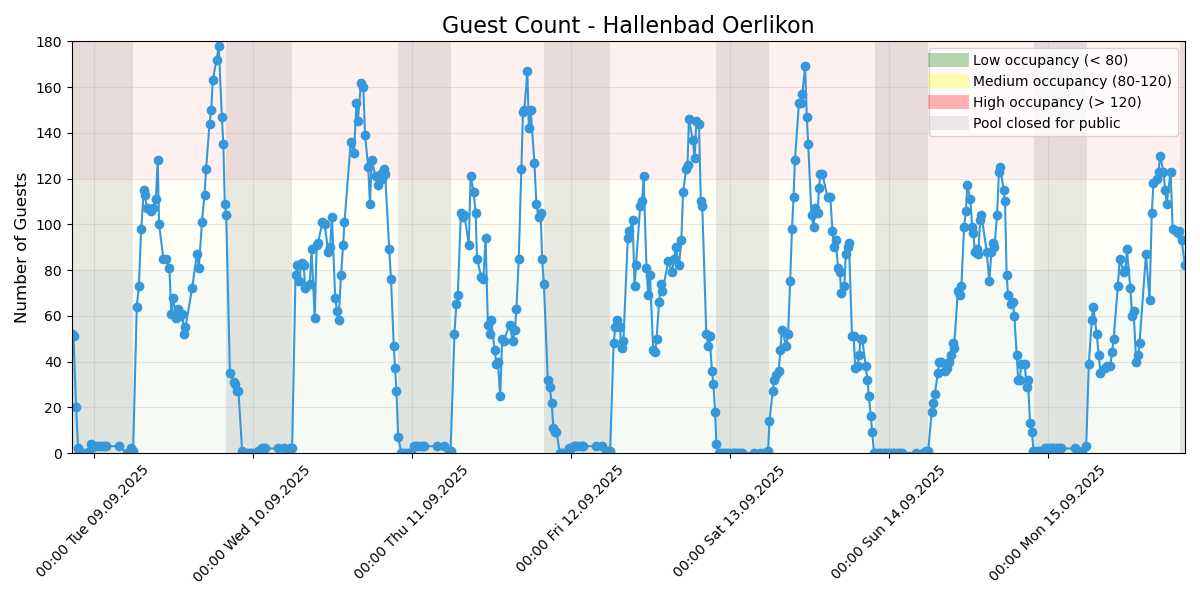 Guest Count - Hallenbad Oerlikon
Number of Guests
180
160
140
120
100
80
60
40
20
0
Low occupancy (< 80)
Medium occupancy (80-120)
High occupancy (> 120)
Pool closed for public
00:00 Tue 09.09.2025
00:00 Wed 10.09.2025
00:00 Thu 11.09.2025
00:00 Fri 12.09.2025
00:00 Sat 13.09.2025
00:00 Sun 14.09.2025
00:00 Mon 15.09.2025